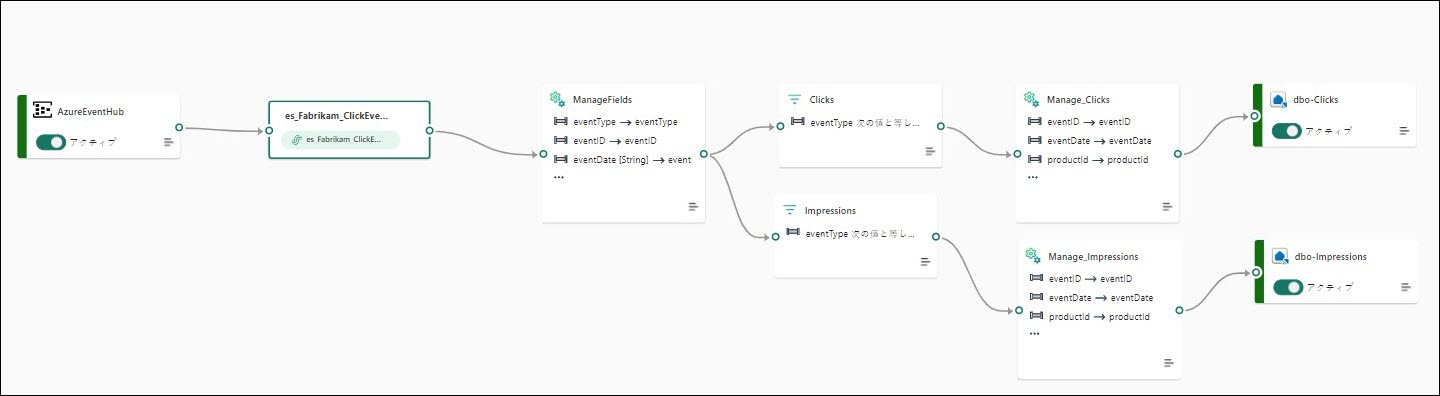 AzureEventHub
アクティブ
es_Fabrikam_ClickEve...
es_Fabrikam_ClickE...
ManageFields
eventType → eventType
eventID → eventID
eventDate [String] → eventI
...
Clicks
eventType 次の値と等し...
Impressions
eventType 次の値と等し...
Manage_Clicks
eventID → eventID
eventDate → eventDate
productId → productId
...
Manage_Impressions
eventID → eventID
eventDate → eventDate
productId → productId
...
dbo-Clicks
アクティブ
dbo-Impressions
アクティブ